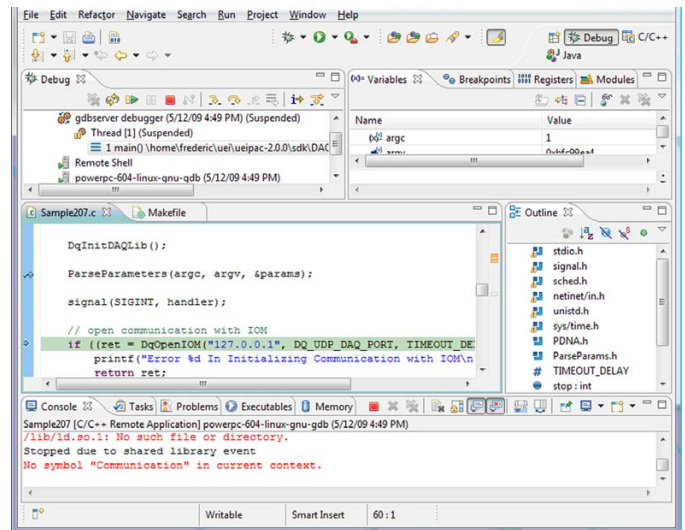 File Edit Refactor Navigate Search Run Project Window Help
Debug C/C++
Java
Debug
gdbserver debugger (5/12/09 4:49 PM) (Suspended)
Thread [1] (Suspended)
1 main() \home\frederic\uei\ueipac-2.0.0\sdk\DAC
Remote Shell
powerpc-604-linux-gnu-gdb (5/12/09 4:49 PM)
(x)= Variables Breakpoints Registers Modules
Name Value
argc 1
argv
Sample207.c Makefile
DqInitDAQLib();
ParseParameters(argc, argv, &params);
signal(SIGINT, handler);
// open communication with IOM
if ((ret = DqOpenIOM("127.0.0.1", DQ_UDP_DAQ_PORT, TIMEOUT_DE
printf("Error %d In Initializing Communication with IOM\n
return ret;
Outline
stdio.h
signal.h
sched.h
netinet/in.h
unistd.h
sys/time.h
PDNA.h
ParseParams.h
# TIMEOUT_DELAY
stop : int
Console Tasks Problems Executables Memory
Sample207 [C/C++ Remote Application] powerpc-604-linux-gnu-gdb (5/12/09 4:49 PM)
/lib/ld.so.1: No such file or directory.
Stopped due to shared library event
No symbol "Communication" in current context.
Writable Smart Insert 60 : 1